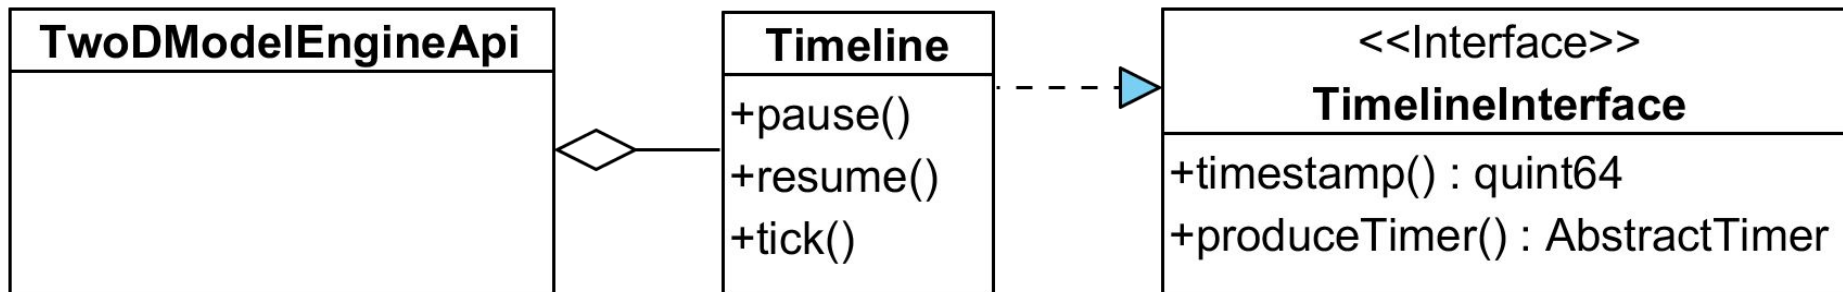 TwoDModelEngineApi
Timeline
+pause()
+resume()
+tick()
<<Interface>>
TimelineInterface
+timestamp() : quint64
+produceTimer() : AbstractTimer